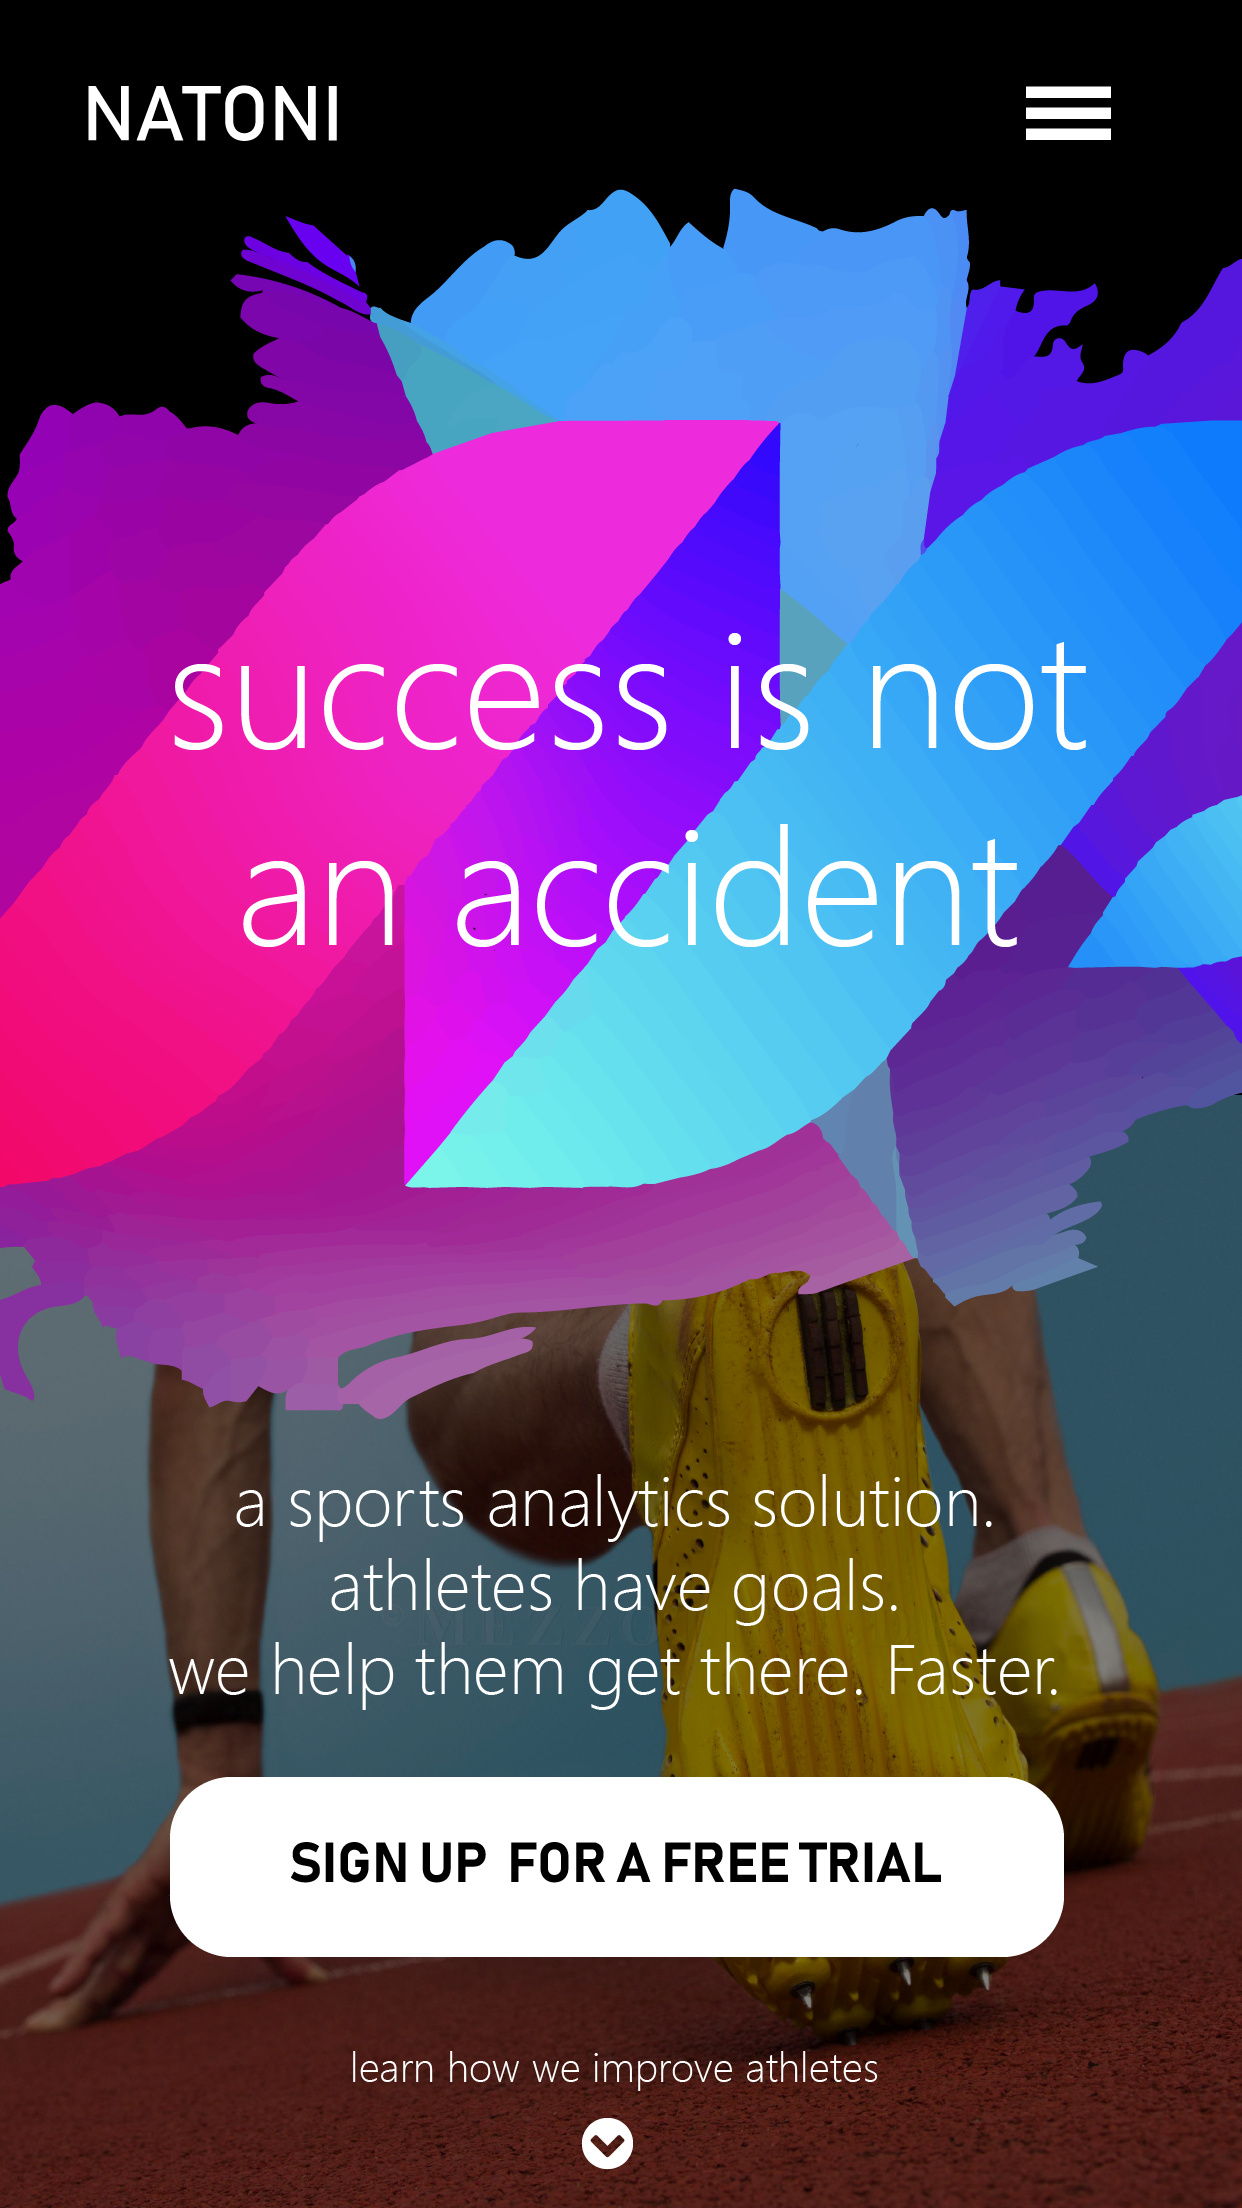 NATONI
success is not
an accident
a sports analytics solution.
athletes have goals.
we help them get there. Faster.
SIGN UP FOR A FREE TRIAL
learn how we improve athletes